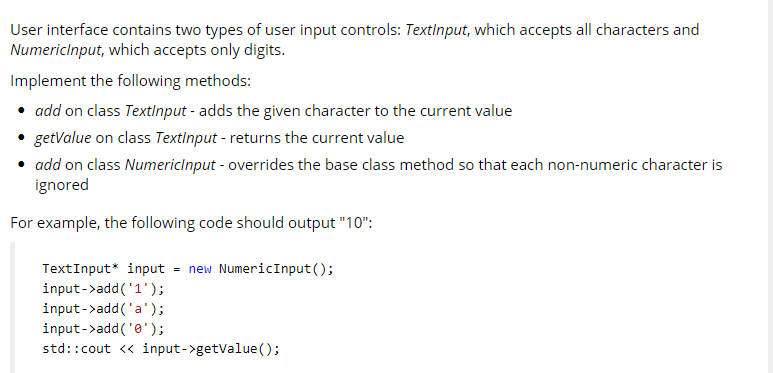 User interface contains two types of user input controls: TextInput, which accepts all characters and
NumericInput, which accepts only digits.
Implement the following methods:
• add on class TextInput - adds the given character to the current value
• getValue on class TextInput - returns the current value
• add on class NumericInput - overrides the base class method so that each non-numeric character is
ignored
For example, the following code should output "10":
TextInput* input = new NumericInput();
input->add('1');
input->add('a');
input->add('0');
std::cout << input->getValue();